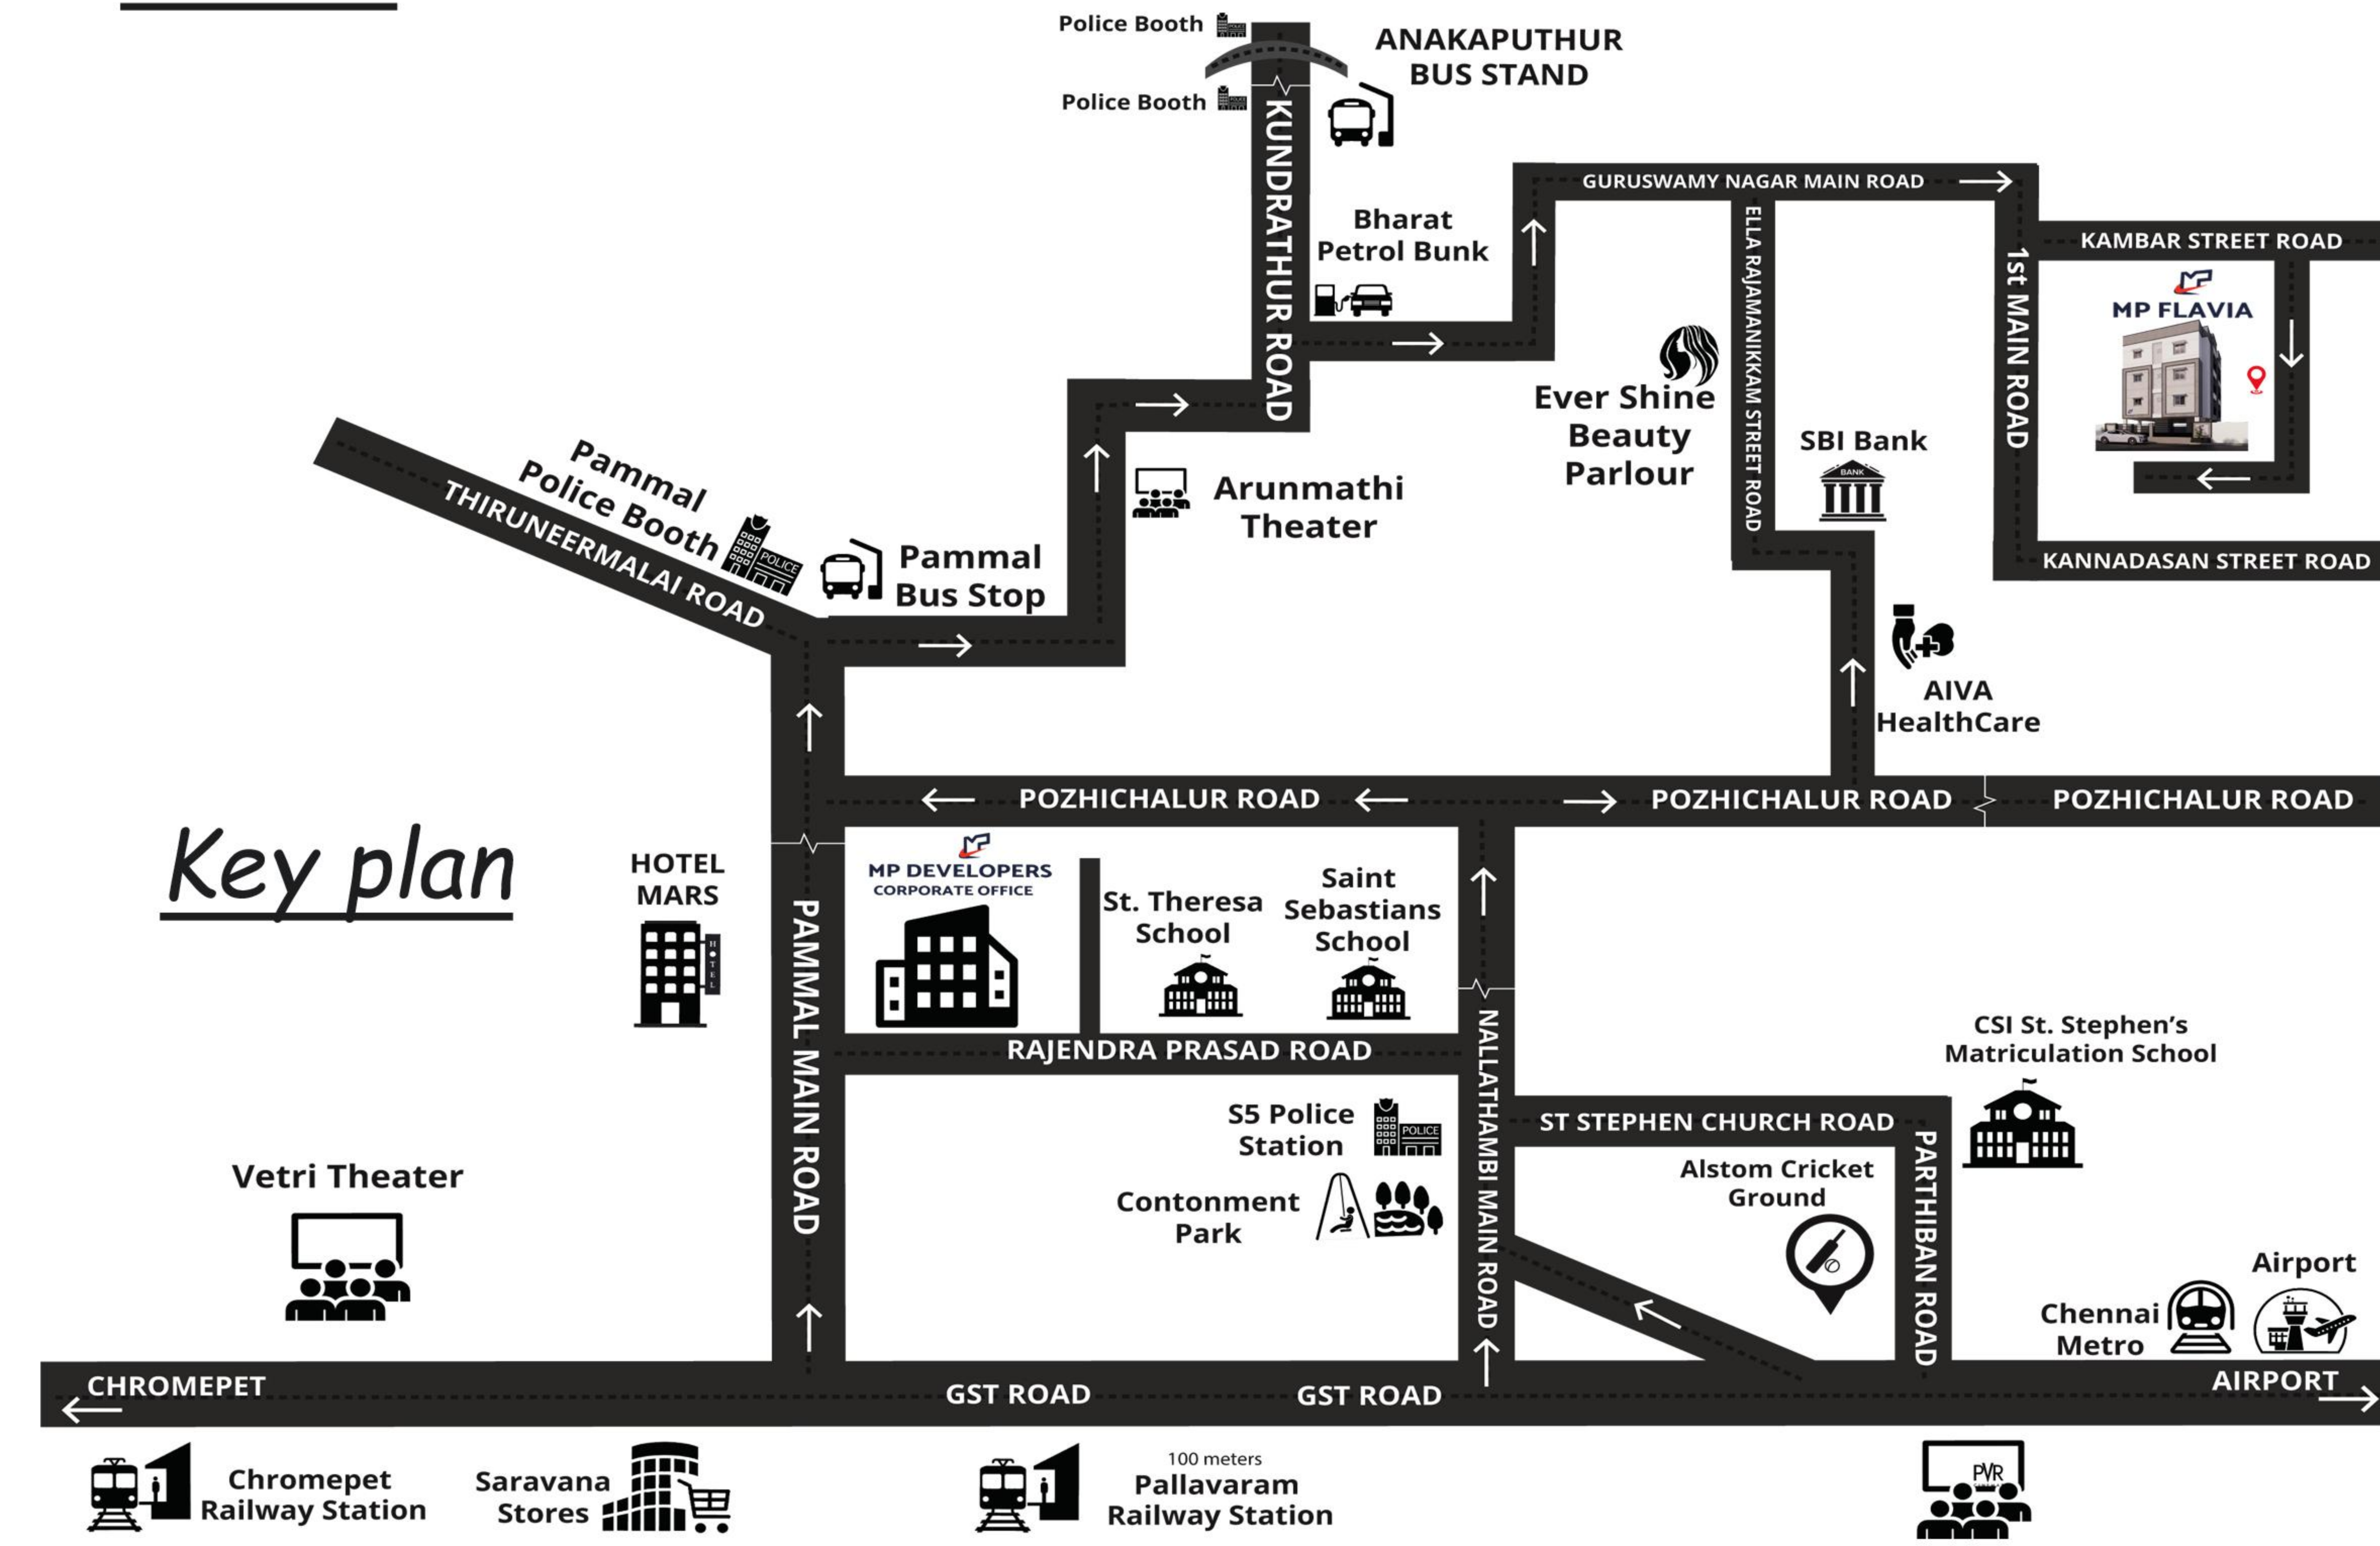 Police Booth
ANAKAPUTHUR
BUS STAND
Police Booth
KUNDRATHUR ROAD
GURUSWAMY NAGAR MAIN ROAD
Bharat
Petrol Bunk
ELLA RAJAMANIKKAM STREET ROAD
1st MAIN ROAD
KAMBAR STREET ROAD
MP FLAVIA
Ever Shine
Beauty
Parlour
SBI Bank
BANK
Pammal
Police Booth
POLICE
THIRUNEERMALAI ROAD
Arunmathi
Theater
Pammal
Bus Stop
KANNADASAN STREET ROAD
AIVA
HealthCare
POZHICHALUR ROAD
POZHICHALUR ROAD
POZHICHALUR ROAD
Key plan
HOTEL
MARS
HOTEL
PAMMAL MAIN ROAD
MP DEVELOPERS
CORPORATE OFFICE
St. Theresa
School
Saint
Sebastians
School
RAJENDRA PRASAD ROAD
NALLATHAMBI MAIN ROAD
CSI St. Stephen's
Matriculation School
S5 Police
Station
POLICE
ST STEPHEN CHURCH ROAD
PARTHIBAN ROAD
Alstom Cricket
Ground
Contonment
Park
Vetri Theater
Airport
Chennai
Metro
CHROMEPET
GST ROAD
GST ROAD
AIRPORT
Chromepet
Railway Station
Saravana
Stores
100 meters
Pallavaram
Railway Station
PVR